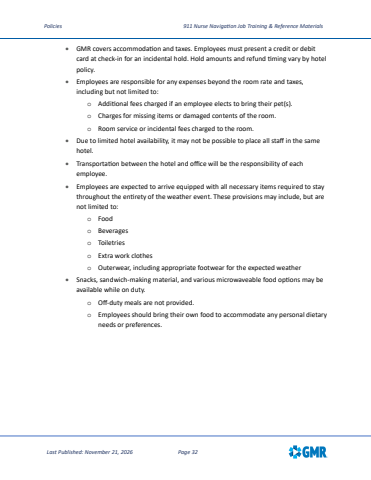 Policies 911 Nurse Navigation Job Training & Reference Materials
• GMR covers accommodation and taxes. Employees must present a credit or debit
card at check-in for an incidental hold. Hold amounts and refund timing vary by hotel
policy.
• Employees are responsible for any expenses beyond the room rate and taxes,
including but not limited to:
o Additional fees charged if an employee elects to bring their pet(s).
o Charges for missing items or damaged contents of the room.
o Room service or incidental fees charged to the room.
• Due to limited hotel availability, it may not be possible to place all staff in the same
hotel.
• Transportation between the hotel and office will be the responsibility of each
employee.
• Employees are expected to arrive equipped with all necessary items required to stay
throughout the entirety of the weather event. These provisions may include, but are
not limited to:
o Food
o Beverages
o Toiletries
o Extra work clothes
o Outerwear, including appropriate footwear for the expected weather
• Snacks, sandwich-making material, and various microwaveable food options may be
available while on duty.
o Off-duty meals are not provided.
o Employees should bring their own food to accommodate any personal dietary
needs or preferences.
Last Published: November 21, 2026 Page 32 GMR